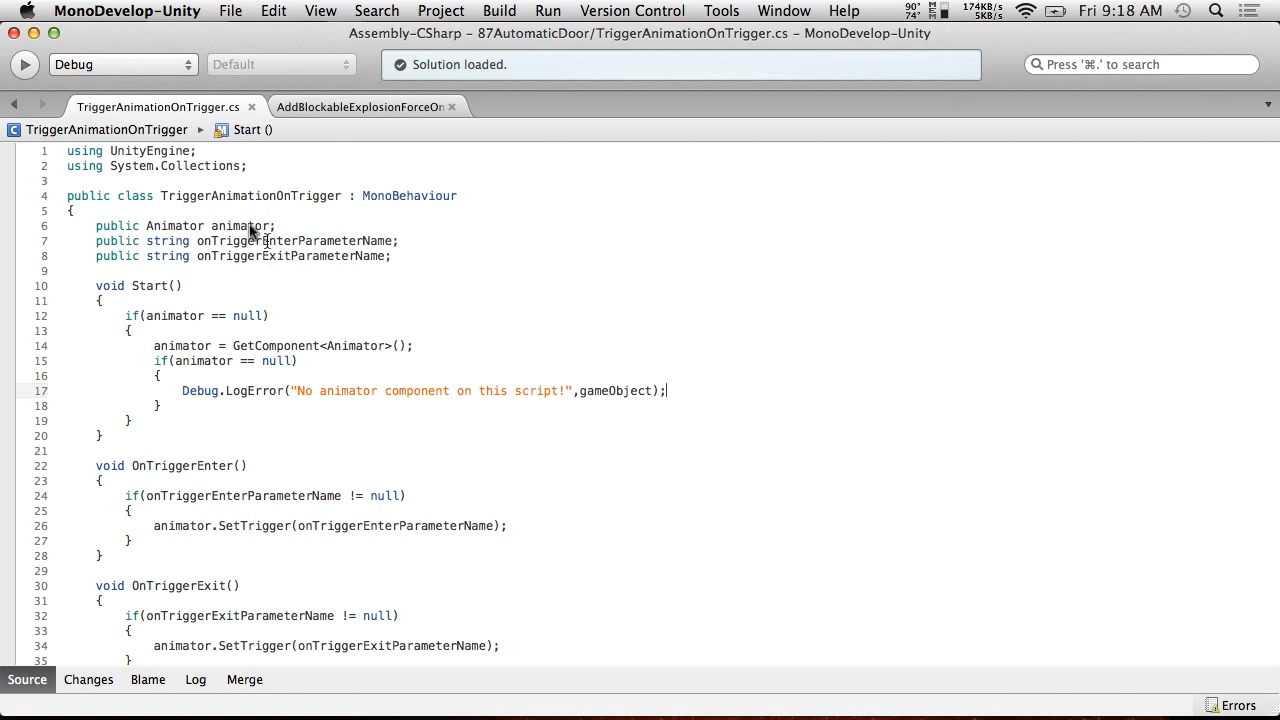 MonoDevelop-Unity File Edit View Search Project Build Run Version Control Tools Window Help 90° 74° MEM 174KB/s 5KB/s Fri 9:18 AM
Assembly-CSharp - 87AutomaticDoor/TriggerAnimationOnTrigger.cs - MonoDevelop-Unity
Debug Default Solution loaded. Press '⌘.' to search
TriggerAnimationOnTrigger.cs AddBlockableExplosionForceOn
TriggerAnimationOnTrigger Start ()
1 using UnityEngine;
2 using System.Collections;
3
4 public class TriggerAnimationOnTrigger : MonoBehaviour
5 {
6 public Animator animator;
7 public string onTriggerEnterParameterName;
8 public string onTriggerExitParameterName;
9
10 void Start()
11 {
12 if(animator == null)
13 {
14 animator = GetComponent<Animator>();
15 if(animator == null)
16 {
17 Debug.LogError("No animator component on this script!",gameObject);
18 }
19 }
20 }
21
22 void OnTriggerEnter()
23 {
24 if(onTriggerEnterParameterName != null)
25 {
26 animator.SetTrigger(onTriggerEnterParameterName);
27 }
28 }
29
30 void OnTriggerExit()
31 {
32 if(onTriggerExitParameterName != null)
33 {
34 animator.SetTrigger(onTriggerExitParameterName);
35 }
Source Changes Blame Log Merge
Errors